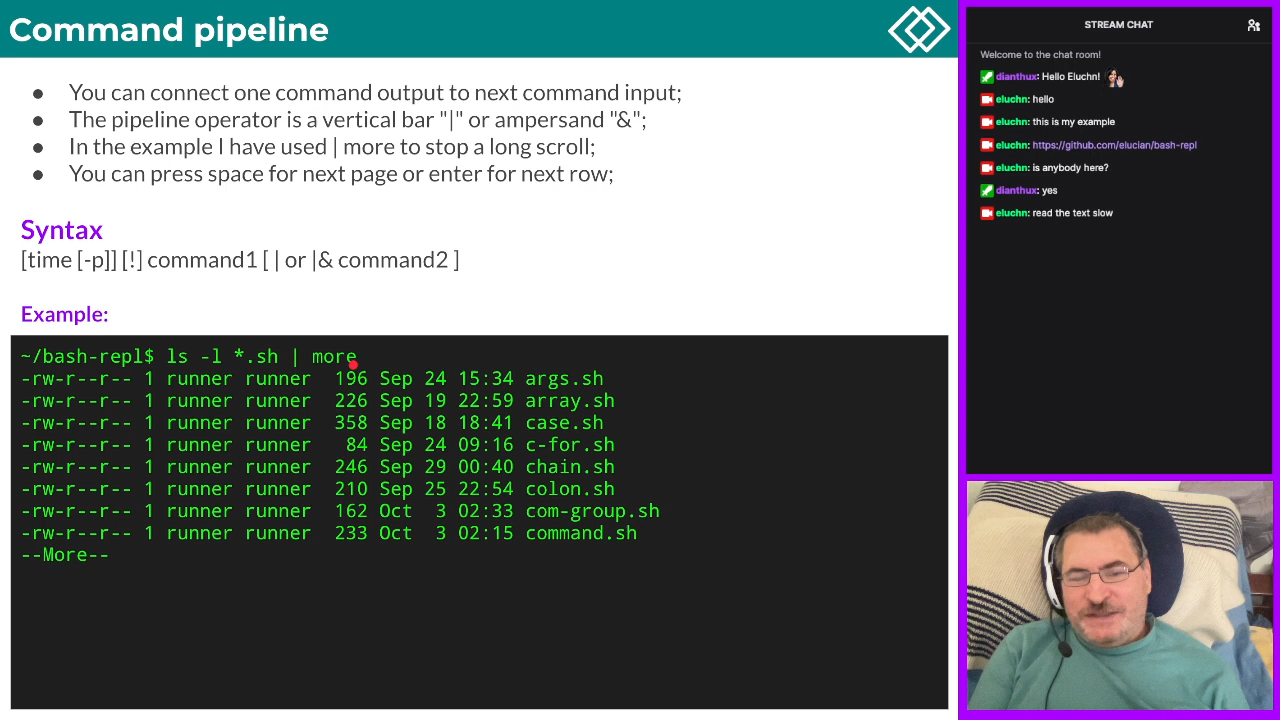 Command pipeline
● You can connect one command output to next command input;
● The pipeline operator is a vertical bar "|" or ampersand "&";
● In the example I have used | more to stop a long scroll;
● You can press space for next page or enter for next row;
Syntax
[time [-p]] [!] command1 [ | or |& command2 ]
Example:
~/bash-repl$ ls -l *.sh | more
-rw-r--r-- 1 runner runner  196 Sep 24 15:34 args.sh
-rw-r--r-- 1 runner runner  226 Sep 19 22:59 array.sh
-rw-r--r-- 1 runner runner  358 Sep 18 18:41 case.sh
-rw-r--r-- 1 runner runner   84 Sep 24 09:16 c-for.sh
-rw-r--r-- 1 runner runner  246 Sep 29 00:40 chain.sh
-rw-r--r-- 1 runner runner  210 Sep 25 22:54 colon.sh
-rw-r--r-- 1 runner runner  162 Oct  3 02:33 com-group.sh
-rw-r--r-- 1 runner runner  233 Oct  3 02:15 command.sh
--More--
STREAM CHAT
Welcome to the chat room!
dianthux: Hello Eluchn!
eluchn: hello
eluchn: this is my example
eluchn: https://github.com/elucian/bash-repl
eluchn: is anybody here?
dianthux: yes
eluchn: read the text slow